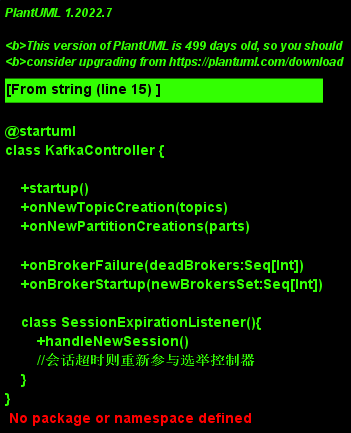 PlantUML 1.2022.7
<b>This version of PlantUML is 499 days old, so you should
<b>consider upgrading from https://plantuml.com/download
[From string (line 15) ]
@startuml
class KafkaController {
+startup()
+onNewTopicCreation(topics)
+onNewPartitionCreations(parts)
+onBrokerFailure(deadBrokers:Seq[Int])
+onBrokerStartup(newBrokersSet:Seq[Int])
class SessionExpirationListener(){
+handleNewSession()
//会话超时则重新参与选举控制器
}
}
No package or namespace defined